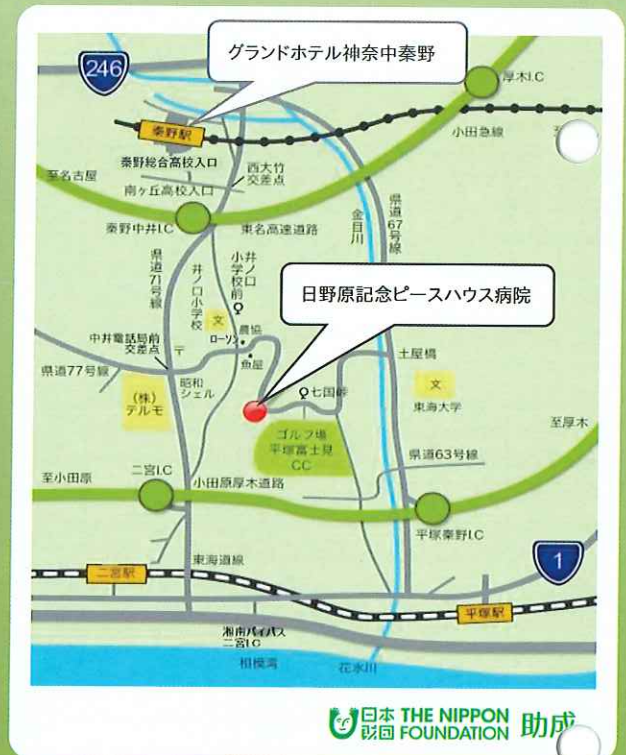 グランドホテル神奈中秦野
246
厚木I.C
秦野駅
小田急線
至
秦野総合高校入口
西大竹
交差点
至名古屋
南ヶ丘高校入口
秦野中井I.C
東名高速道路
金目川
県道67号線
県道71号線
井ノ口小学校
井ノ口
小学校前
日野原記念ピースハウス病院
文
農協
ローソン
魚屋
中井電話局前
交差点
〒
土屋橋
県道77号線
昭和
シェル
七国峠
文
東海大学
(株)
テルモ
ゴルフ場
平塚富士見
CC
至厚木
県道63号線
二宮I.C
至小田原
小田原厚木道路
平塚秦野I.C
東海道線
1
二宮駅
平塚駅
湘南バイパス
二宮I.C
相模湾
花水川
日本
財団
THE NIPPON
FOUNDATION
助成